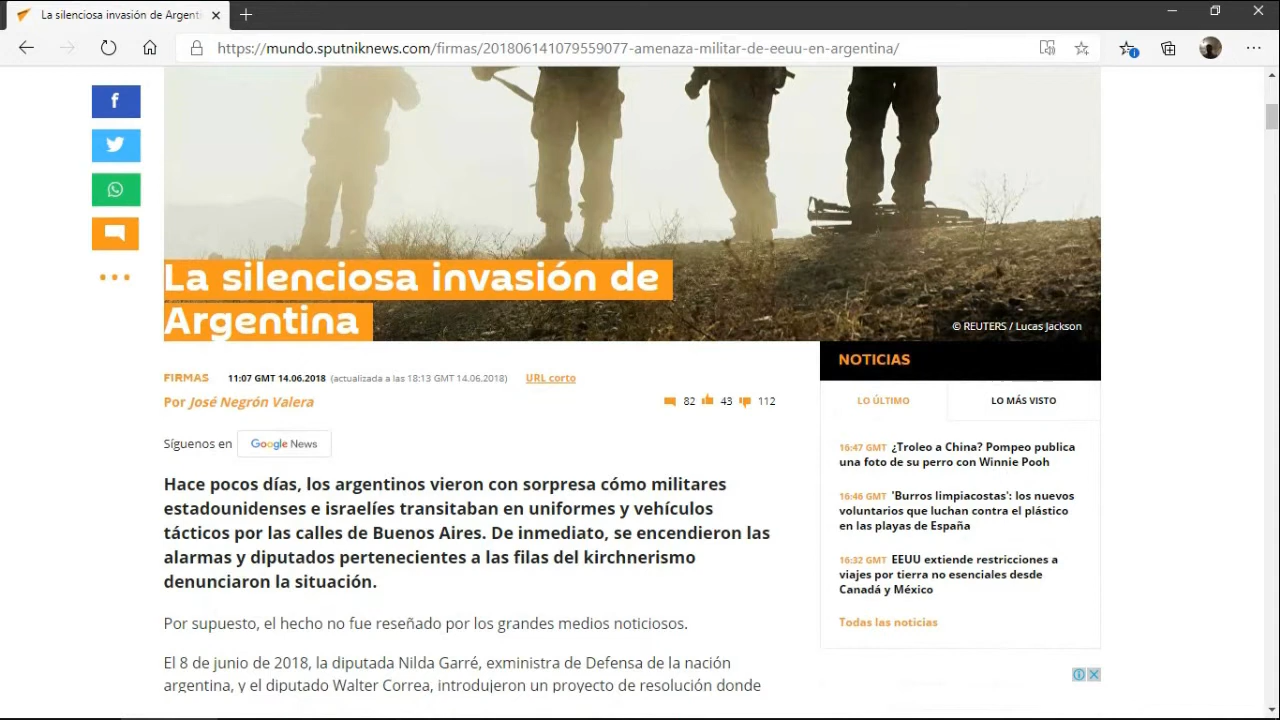 La silenciosa invasión de Argent
https://mundo.sputniknews.com/firmas/201806141079559077-amenaza-militar-de-eeuu-en-argentina/
La silenciosa invasión de
Argentina
© REUTERS / Lucas Jackson
FIRMAS 11:07 GMT 14.06.2018 (actualizada a las 18:13 GMT 14.06.2018) URL corto
Por José Negrón Valera
82 43 112
Síguenos en Google News
Hace pocos días, los argentinos vieron con sorpresa cómo militares
estadounidenses e israelíes transitaban en uniformes y vehículos
tácticos por las calles de Buenos Aires. De inmediato, se encendieron las
alarmas y diputados pertenecientes a las filas del kirchnerismo
denunciaron la situación.
Por supuesto, el hecho no fue reseñado por los grandes medios noticiosos.
El 8 de junio de 2018, la diputada Nilda Garré, exministra de Defensa de la nación
argentina, y el diputado Walter Correa, introdujeron un proyecto de resolución donde
NOTICIAS
LO ÚLTIMO
LO MÁS VISTO
16:47 GMT ¿Troleo a China? Pompeo publica
una foto de su perro con Winnie Pooh
16:46 GMT 'Burros limpiacostas': los nuevos
voluntarios que luchan contra el plástico
en las playas de España
16:32 GMT EEUU extiende restricciones a
viajes por tierra no esenciales desde
Canadá y México
Todas las noticias